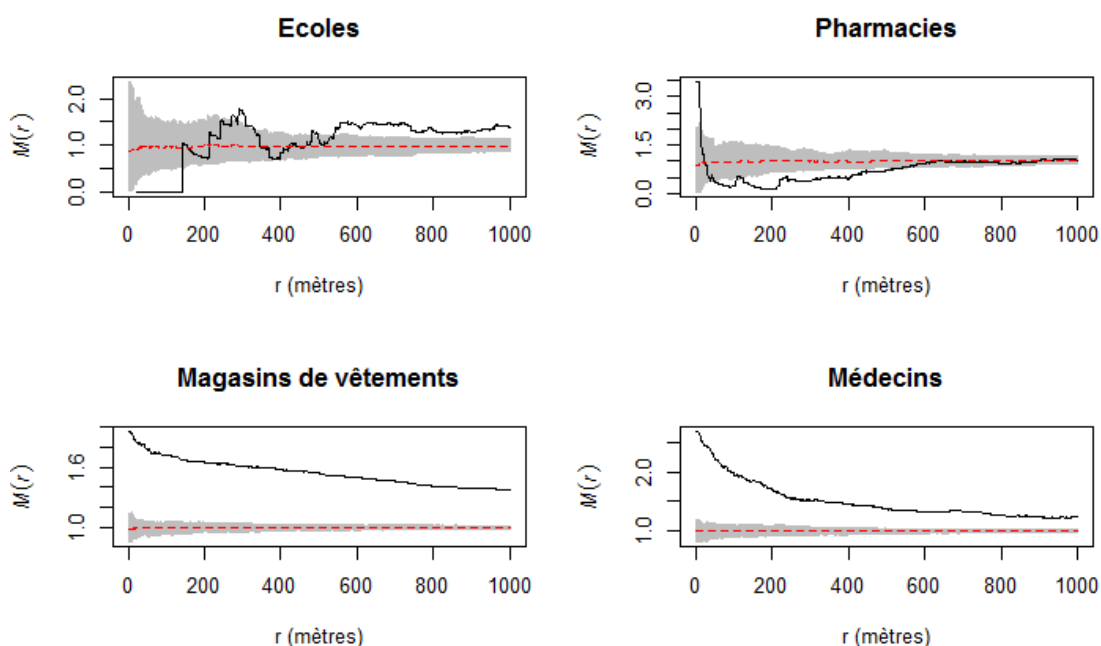 Ecoles
M(r)
0.0 1.0 2.0
0 200 400 600 800 1000
r (mètres)
Pharmacies
M(r)
0.0 1.5 3.0
0 200 400 600 800 1000
r (mètres)
Magasins de vêtements
M(r)
1.0 1.6
0 200 400 600 800 1000
r (mètres)
Médecins
M(r)
1.0 2.0
0 200 400 600 800 1000
r (mètres)